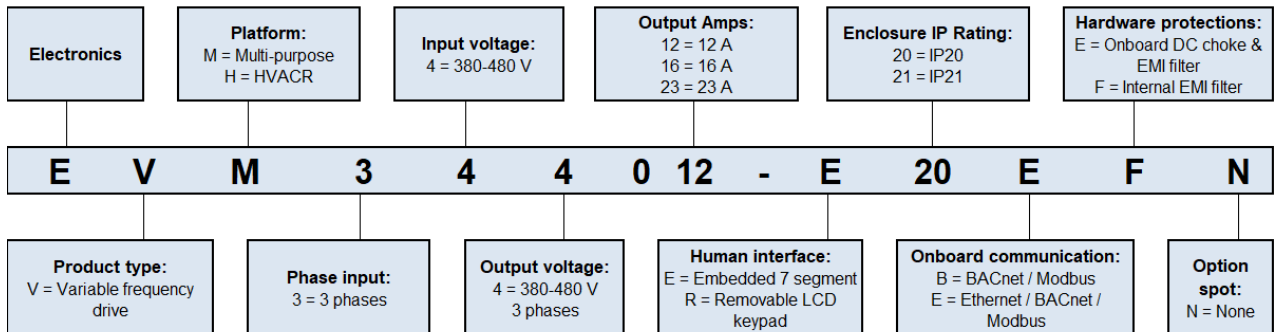 Electronics
Platform:
M = Multi-purpose
H = HVACR
Input voltage:
4 = 380-480 V
Output Amps:
12 = 12 A
16 = 16 A
23 = 23 A
Enclosure IP Rating:
20 = IP20
21 = IP21
Hardware protections:
E = Onboard DC choke &
EMI filter
F = Internal EMI filter
E V M 3 4 4 0 12 - E 20 E F N
Product type:
V = Variable frequency
drive
Phase input:
3 = 3 phases
Output voltage:
4 = 380-480 V
3 phases
Human interface:
E = Embedded 7 segment
R = Removable LCD
keypad
Onboard communication:
B = BACnet / Modbus
E = Ethernet / BACnet /
Modbus
Option
spot:
N = None